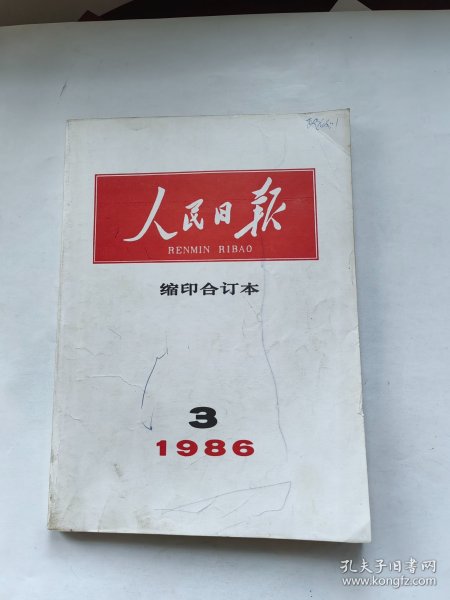 人民日报
RENMIN RIBAO
缩印合订本
3
1986
孔夫子旧书网
www.kongfz.com